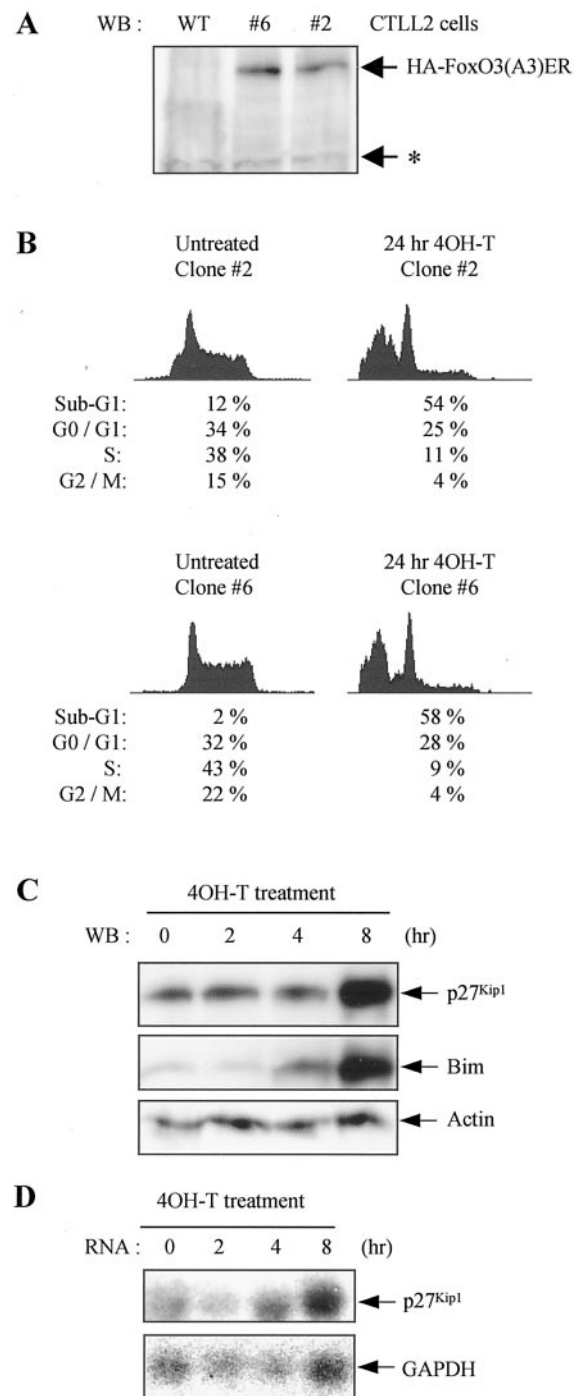 A
WB : WT #6 #2 CTLL2 cells
HA-FoxO3(A3)ER
*
B
Untreated
Clone #2
24 hr 4OH-T
Clone #2
Sub-G1: 12 % 54 %
G0 / G1: 34 % 25 %
S: 38 % 11 %
G2 / M: 15 % 4 %
Untreated
Clone #6
24 hr 4OH-T
Clone #6
Sub-G1: 2 % 58 %
G0 / G1: 32 % 28 %
S: 43 % 9 %
G2 / M: 22 % 4 %
C
4OH-T treatment
WB : 0 2 4 8 (hr)
p27Kip1
Bim
Actin
D
4OH-T treatment
RNA : 0 2 4 8 (hr)
p27Kip1
GAPDH